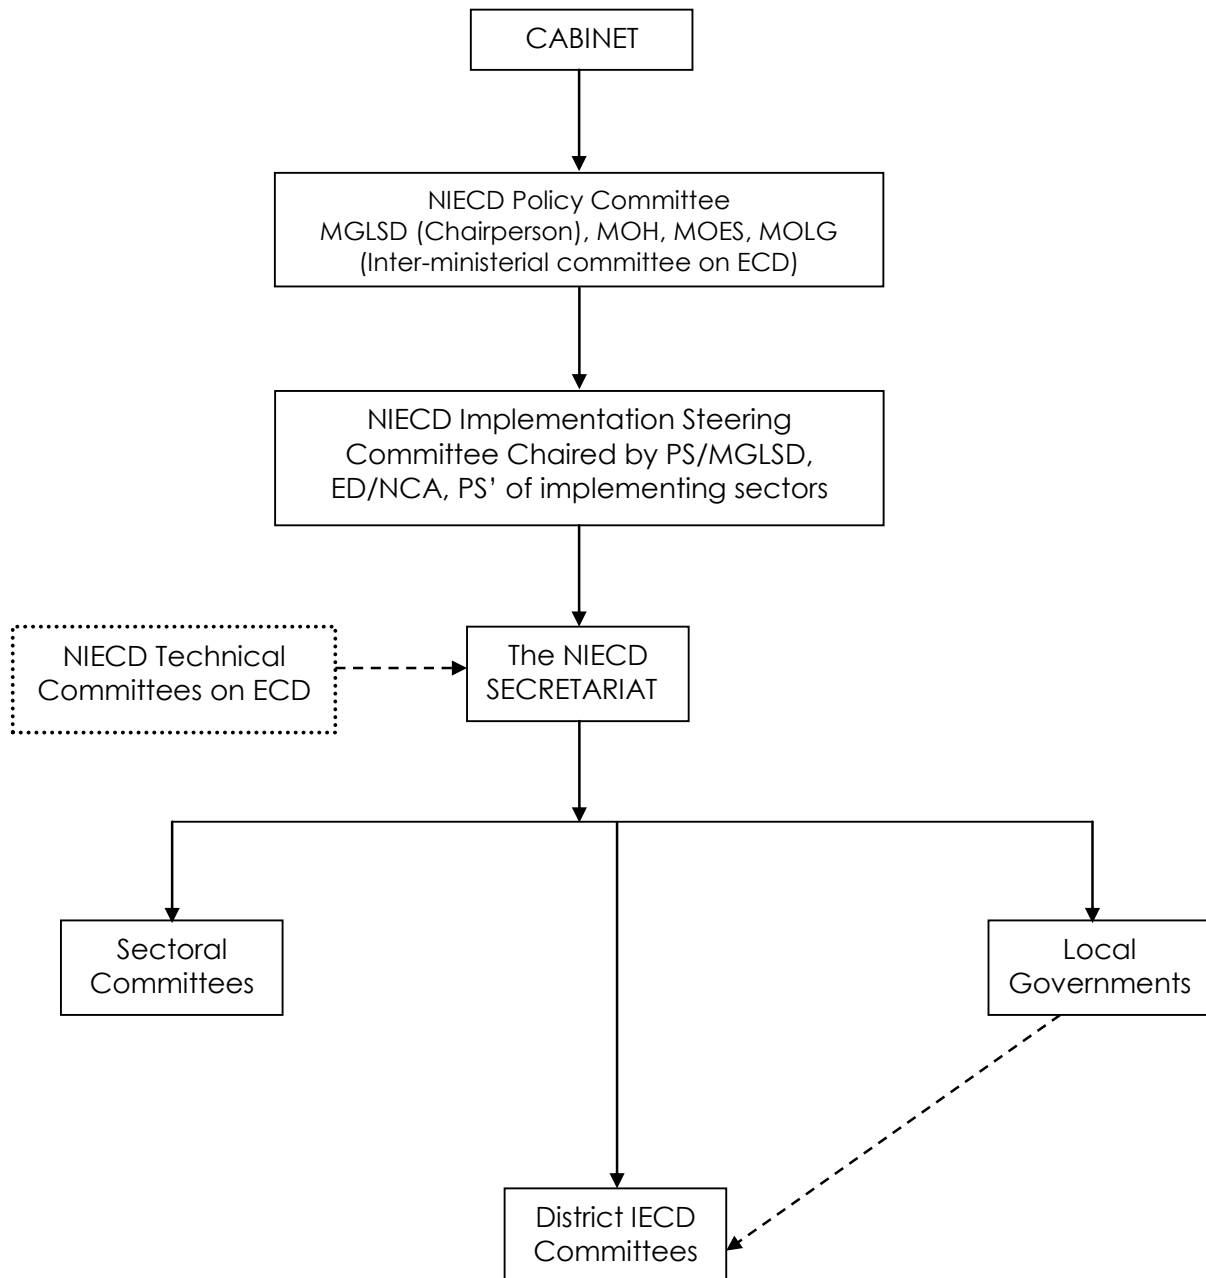 CABINET
NIECD Policy Committee
MGLSD (Chairperson), MOH, MOES, MOLG
(Inter-ministerial committee on ECD)
NIECD Implementation Steering
Committee Chaired by PS/MGLSD,
ED/NCA, PS’ of implementing sectors
NIECD Technical
Committees on ECD
The NIECD
SECRETARIAT
Sectoral
Committees
Local
Governments
District IECD
Committees